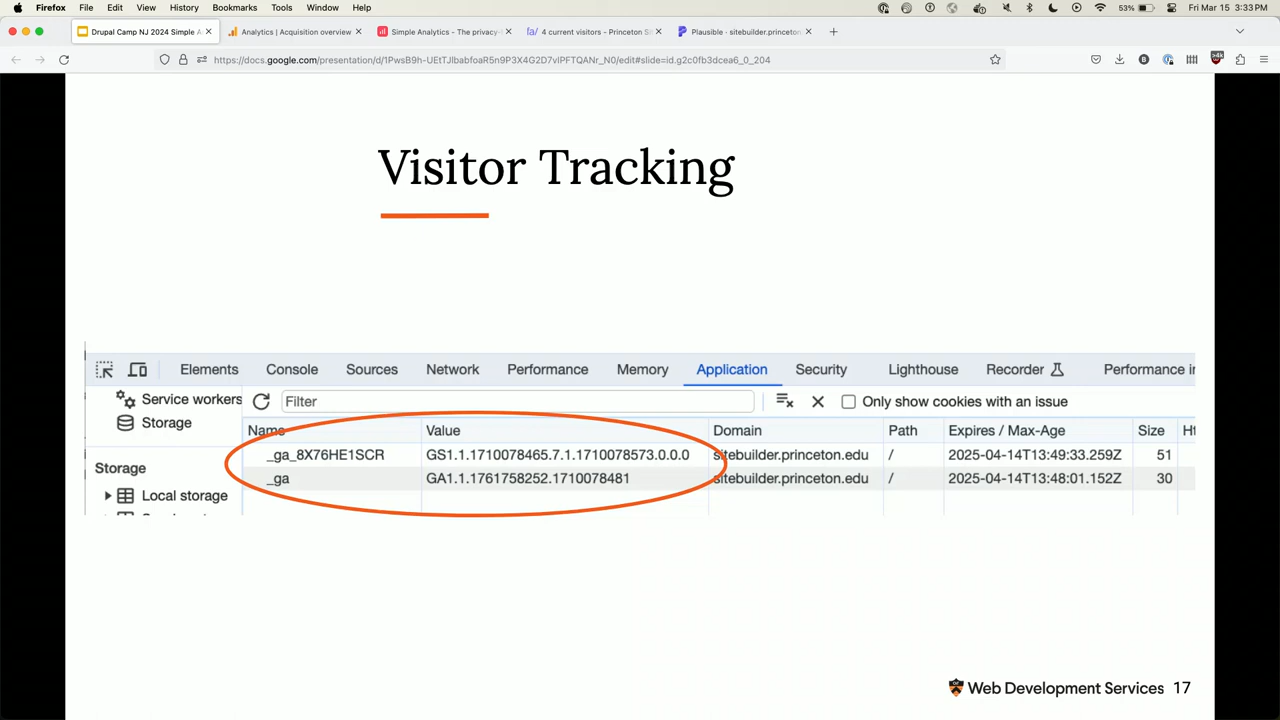 Firefox File Edit View History Bookmarks Tools Window Help 53% Fri Mar 15 3:33 PM
Drupal Camp NJ 2024 Simple A Analytics | Acquisition overview Simple Analytics - The privacy- 4 current visitors - Princeton Si Plausible · sitebuilder.princeton.
https://docs.google.com/presentation/d/1PwsB9h-UEtTJlbabfoaR5n9P3X4G2D7vlPFTQANr_N0/edit#slide=id.g2c0fb3dcea6_0_204
Visitor Tracking
Elements Console Sources Network Performance Memory Application Security Lighthouse Recorder Performance in
Service workers Filter Only show cookies with an issue
Storage Name Value Domain Path Expires / Max-Age Size Ht
_ga_8X76HE1SCR GS1.1.1710078465.7.1.1710078573.0.0.0 sitebuilder.princeton.edu / 2025-04-14T13:49:33.259Z 51
Storage _ga GA1.1.1761758252.1710078481 sitebuilder.princeton.edu / 2025-04-14T13:48:01.152Z 30
Local storage
Web Development Services 17